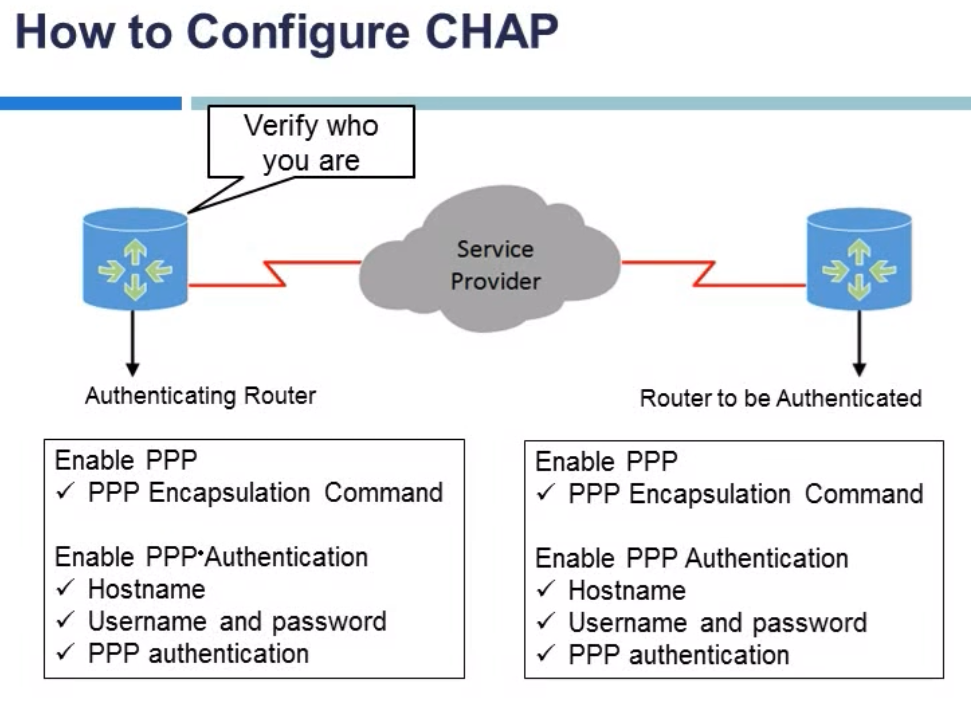 How to Configure CHAP
Verify who
you are
Service
Provider
Authenticating Router
Router to be Authenticated
Enable PPP
✓ PPP Encapsulation Command
Enable PPP Authentication
✓ Hostname
✓ Username and password
✓ PPP authentication
Enable PPP
✓ PPP Encapsulation Command
Enable PPP Authentication
✓ Hostname
✓ Username and password
✓ PPP authentication